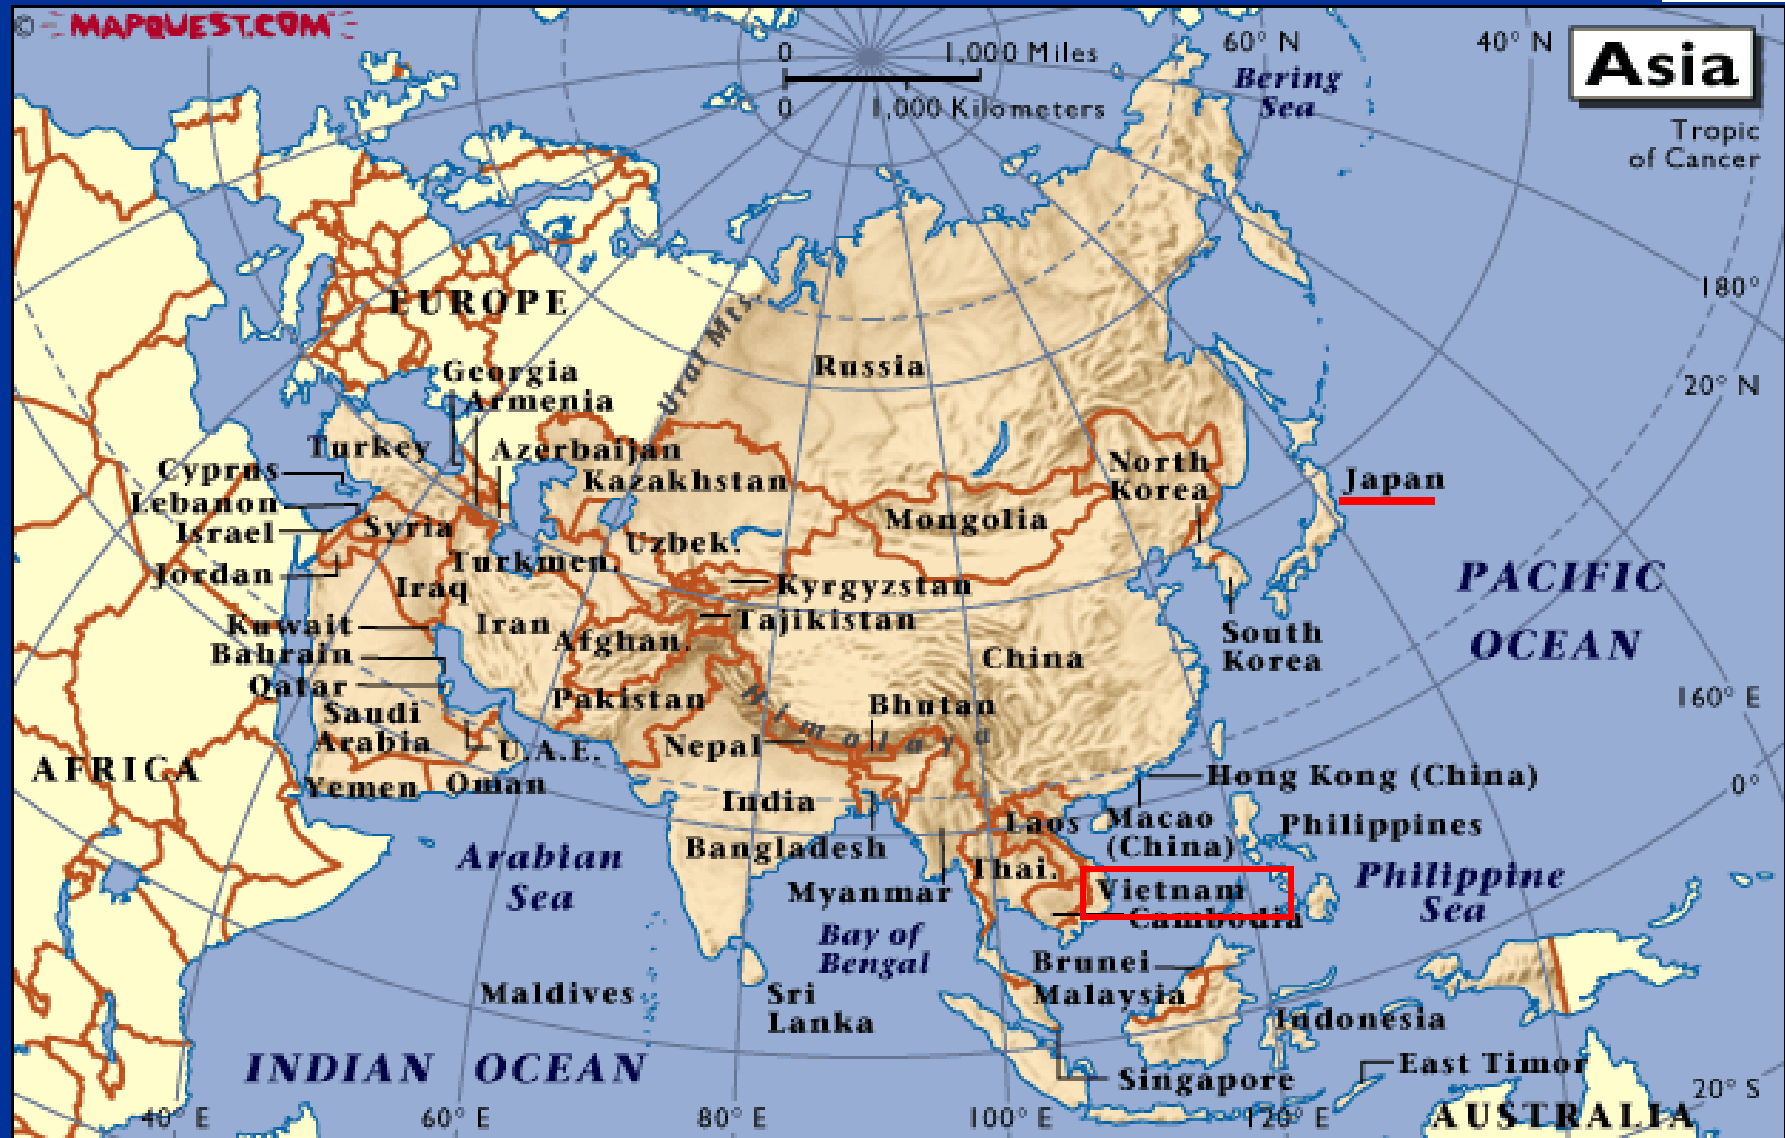 © MAPQUEST.COM
0 1,000 Miles
0 1,000 Kilometers
60° N
40° N
Asia
Bering
Sea
Tropic
of Cancer
180°
20° N
160° E
0°
20° S
EUROPE
Ural Mts.
Russia
Georgia
Armenia
Azerbaijan
Turkey
Cyprus
Lebanon
Israel
Jordan
Syria
Kazakhstan
Uzbek.
Turkmen.
Mongolia
North
Korea
Japan
Kyrgyzstan
Tajikistan
Iraq
Iran
Afghan.
Kuwait
Bahrain
Qatar
Saudi
Arabia
U.A.E.
Yemen
Oman
Pakistan
China
South
Korea
PACIFIC
OCEAN
Himalaya
Bhutan
Nepal
India
Bangladesh
Myanmar
AFRICA
Hong Kong (China)
Macao
(China)
Laos
Thai.
Vietnam
Cambodia
Philippines
Philippine
Sea
Arabian
Sea
Bay of
Bengal
Maldives
Sri
Lanka
Brunei
Malaysia
Indonesia
Singapore
East Timor
INDIAN OCEAN
AUSTRALIA
40° E
60° E
80° E
100° E
120° E